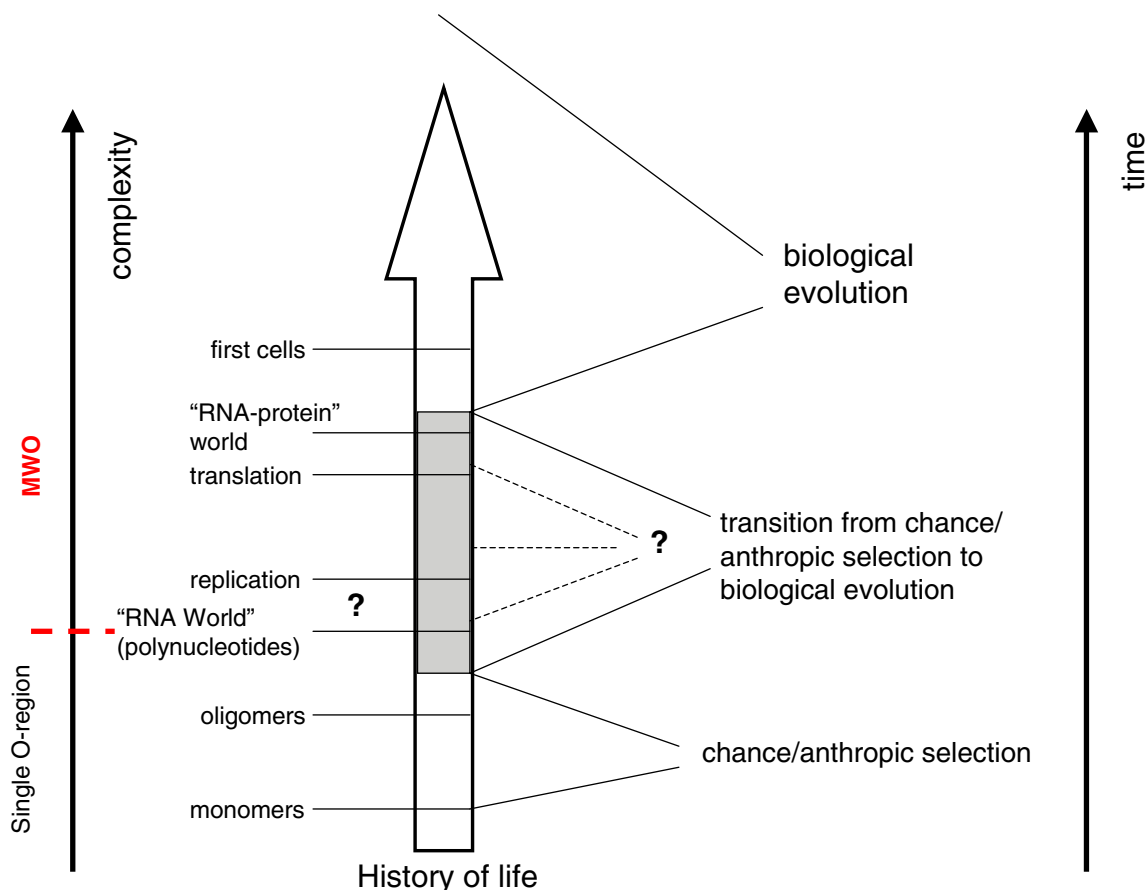 complexity
time
biological
evolution
first cells
“RNA-protein”
world
MWO
translation
?
transition from chance/
anthropic selection to
biological evolution
replication
?
“RNA World”
(polynucleotides)
Single O-region
oligomers
chance/anthropic selection
monomers
History of life